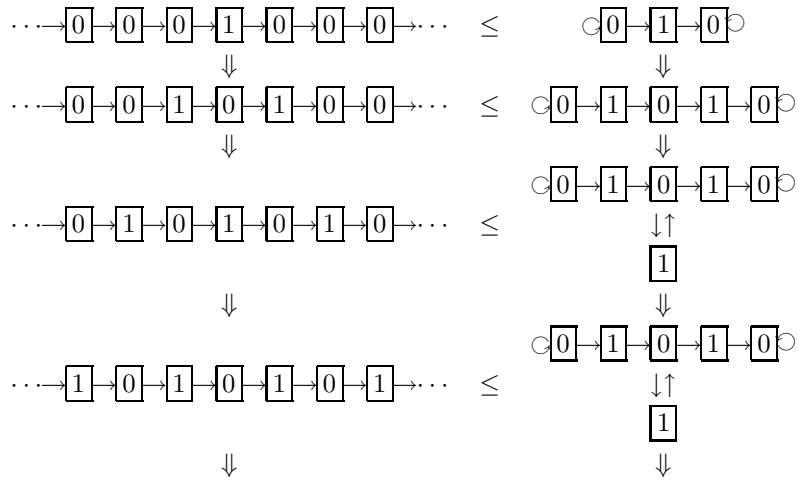 ··· → 0 → 0 → 0 → 1 → 0 → 0 → 0 → ··· ≤ 0 → 1 → 0
⇓ ⇓
··· → 0 → 0 → 1 → 0 → 1 → 0 → 0 → ··· ≤ 0 → 1 → 0 → 1 → 0
⇓ ⇓
0 → 1 → 0 → 1 → 0
··· → 0 → 1 → 0 → 1 → 0 → 1 → 0 → ··· ≤ ↓↑
1
⇓ ⇓
0 → 1 → 0 → 1 → 0
··· → 1 → 0 → 1 → 0 → 1 → 0 → 1 → ··· ≤ ↓↑
1
⇓ ⇓